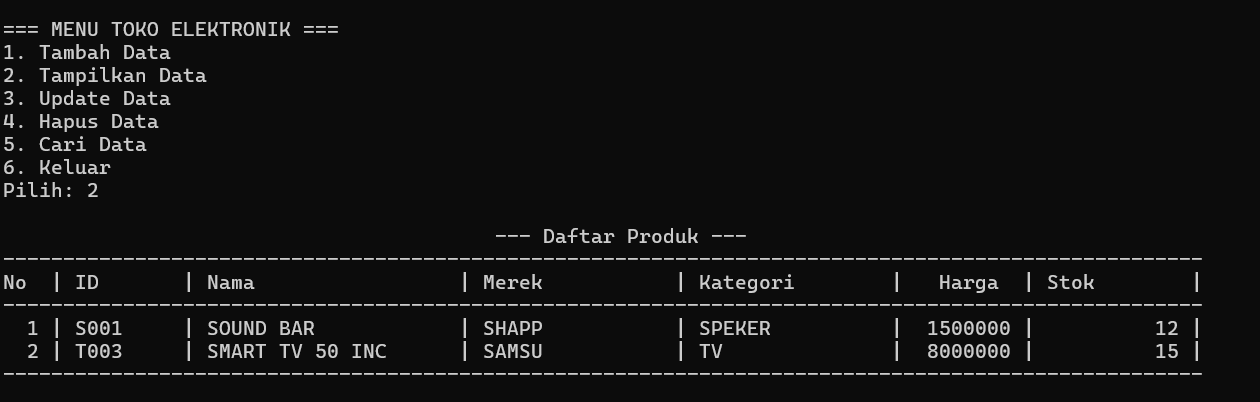 === MENU TOKO ELEKTRONIK ===
1. Tambah Data
2. Tampilkan Data
3. Update Data
4. Hapus Data
5. Cari Data
6. Keluar
Pilih: 2
--- Daftar Produk ---
----------------------------------------------------------------------------------------------------
No  | ID       | Nama                 | Merek           | Kategori        |   Harga  | Stok        |
----------------------------------------------------------------------------------------------------
  1 | S001     | SOUND BAR            | SHAPP           | SPEKER          |  1500000 |          12 |
  2 | T003     | SMART TV 50 INC      | SAMSU           | TV              |  8000000 |          15 |
----------------------------------------------------------------------------------------------------